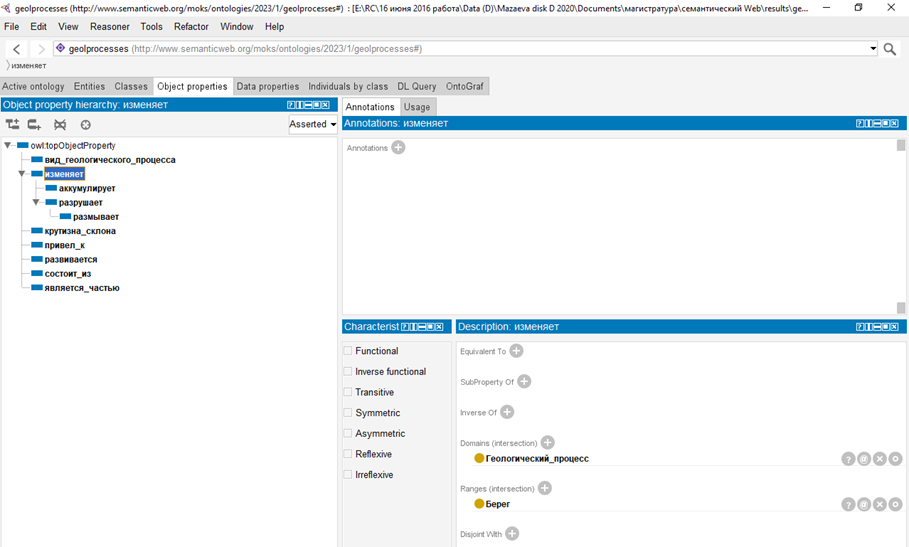 geolprocesses (http://www.semanticweb.org/moks/ontologies/2023/1/geolprocesses#) : [E:\RC\16 июня 2016 работа\Data (D)\Mazaeva disk D 2020\Documents\магистратура\семантический Web\results\ge...
File Edit View Reasoner Tools Refactor Window Help
geolprocesses (http://www.semanticweb.org/moks/ontologies/2023/1/geolprocesses#)
изменяет
Active ontology Entities Classes Object properties Data properties Individuals by class DL Query OntoGraf
Object property hierarchy: изменяет
Asserted
owl:topObjectProperty
вид_геологического_процесса
изменяет
аккумулирует
разрушает
размывает
крутизна_склона
привел_к
развивается
состоит_из
является_частью
Annotations Usage
Annotations: изменяет
Annotations
Characterist
Functional
Inverse functional
Transitive
Symmetric
Asymmetric
Reflexive
Irreflexive
Description: изменяет
Equivalent To
SubProperty Of
Inverse Of
Domains (intersection)
Геологический_процесс
Ranges (intersection)
Берег
Disjoint With